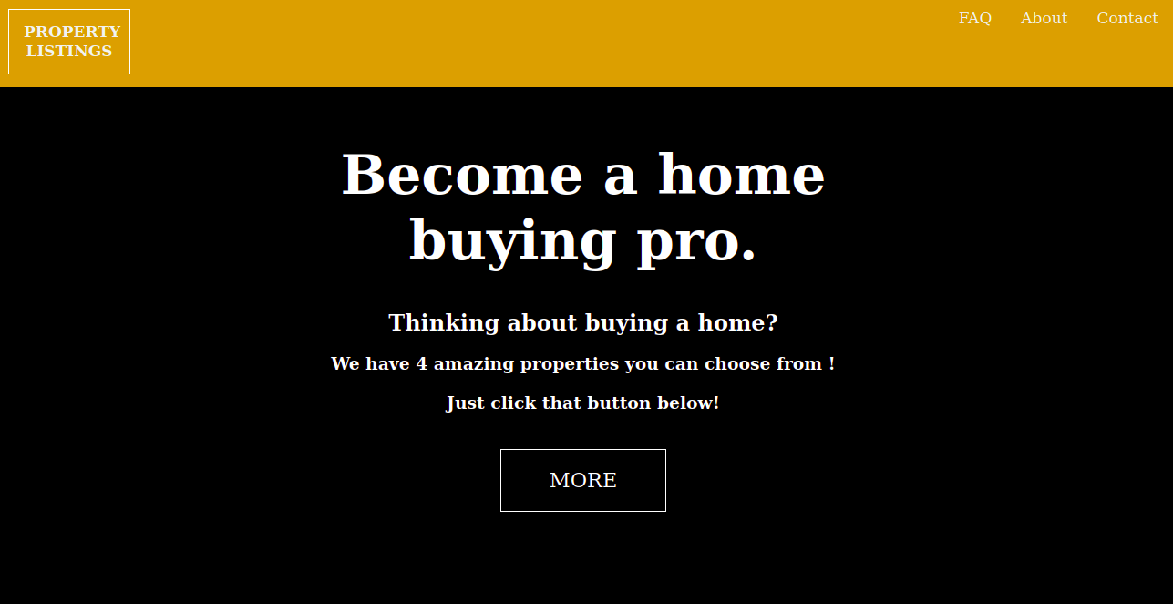 PROPERTY
LISTINGS
FAQ About Contact
Become a home
buying pro.
Thinking about buying a home?
We have 4 amazing properties you can choose from !
Just click that button below!
MORE